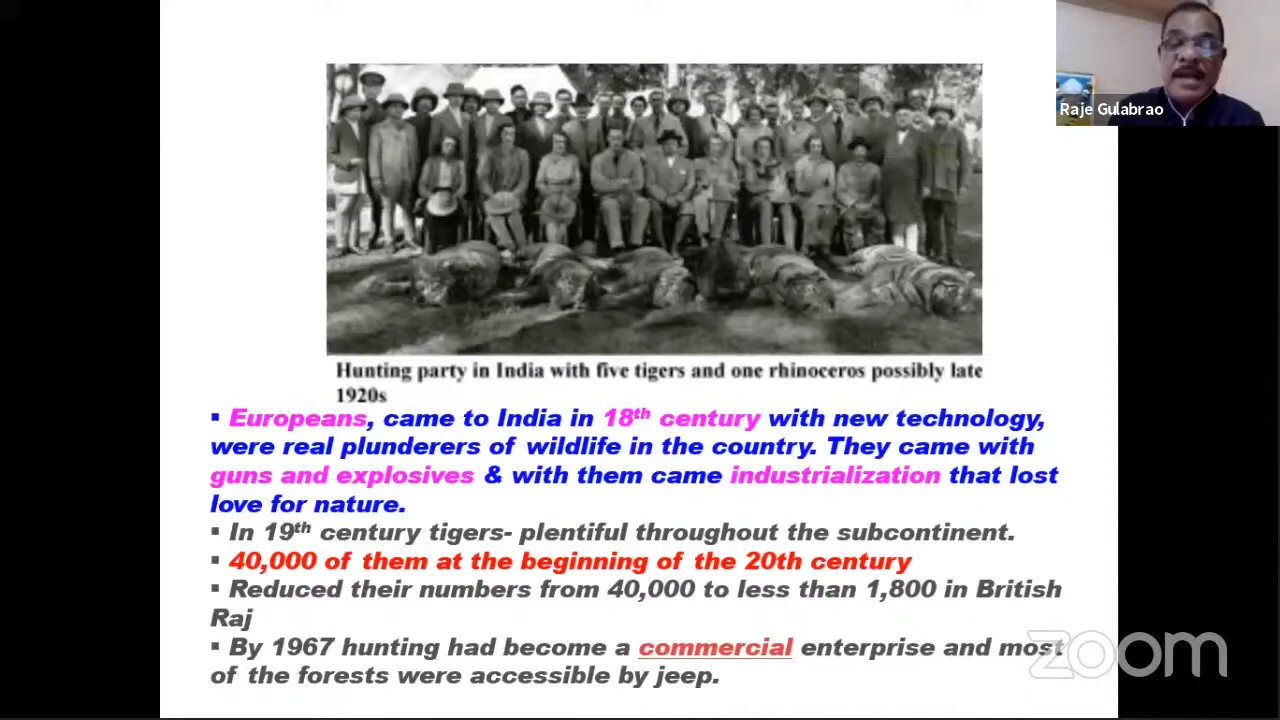 Raje Gulabrao
Hunting party in India with five tigers and one rhinoceros possibly late
1920s
▪ Europeans, came to India in 18th century with new technology,
were real plunderers of wildlife in the country. They came with
guns and explosives & with them came industrialization that lost
love for nature.
▪ In 19th century tigers- plentiful throughout the subcontinent.
▪ 40,000 of them at the beginning of the 20th century
▪ Reduced their numbers from 40,000 to less than 1,800 in British
Raj
▪ By 1967 hunting had become a commercial enterprise and most
of the forests were accessible by jeep.
zoom